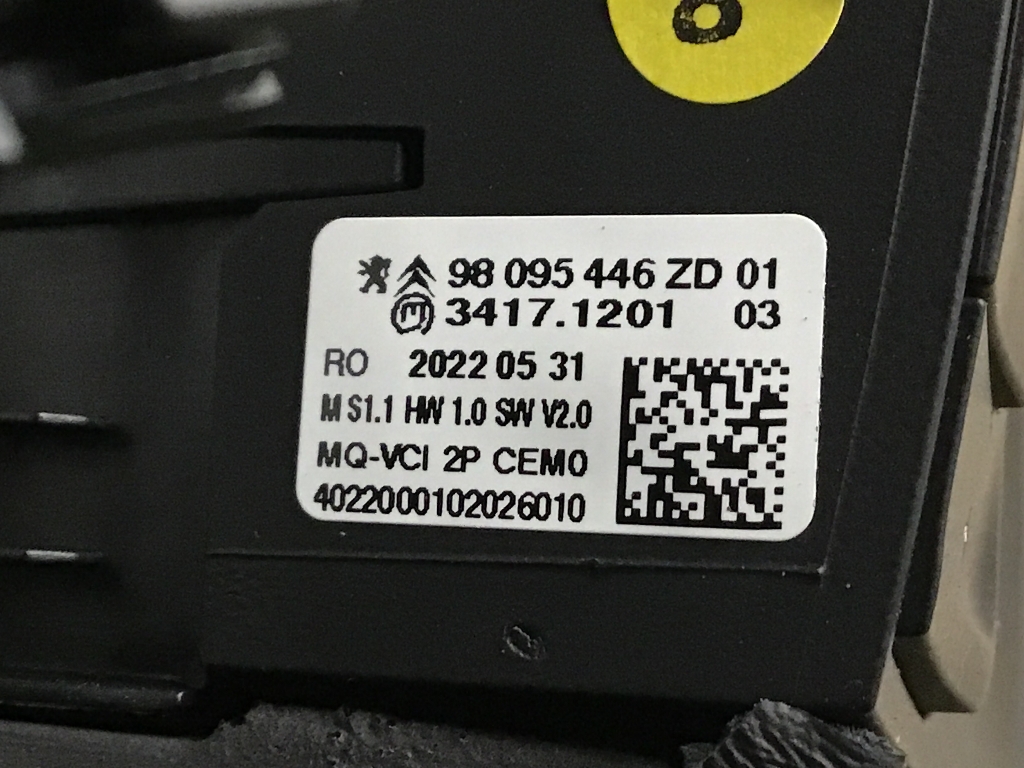 8
98 095 446 ZD 01
m 3417.1201 03
RO 2022 05 31
M S1.1 HW 1.0 SW V2.0
MQ-VCI 2P CEM0
4022000102026010